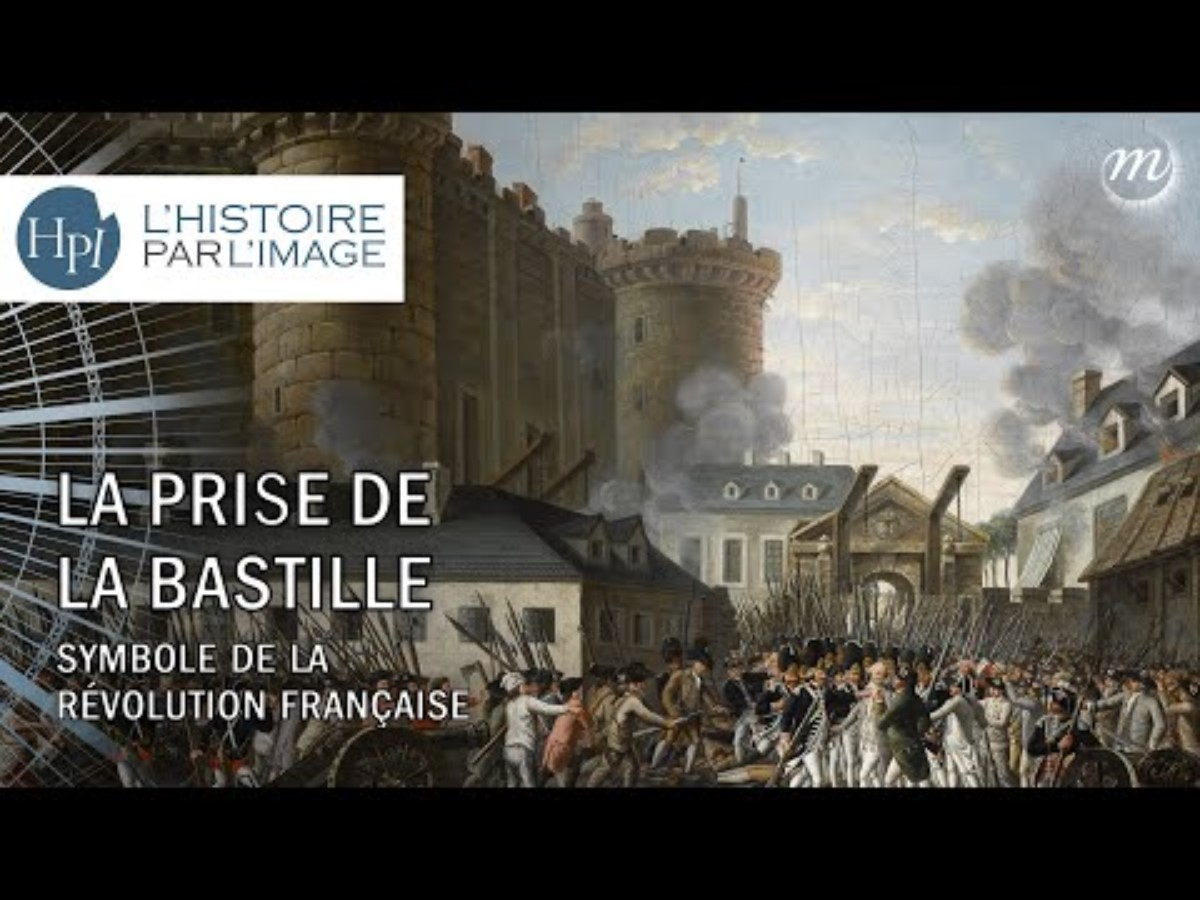 HPI
L'HISTOIRE
PAR L'IMAGE
m
LA PRISE DE
LA BASTILLE
SYMBOLE DE LA
RÉVOLUTION FRANÇAISE